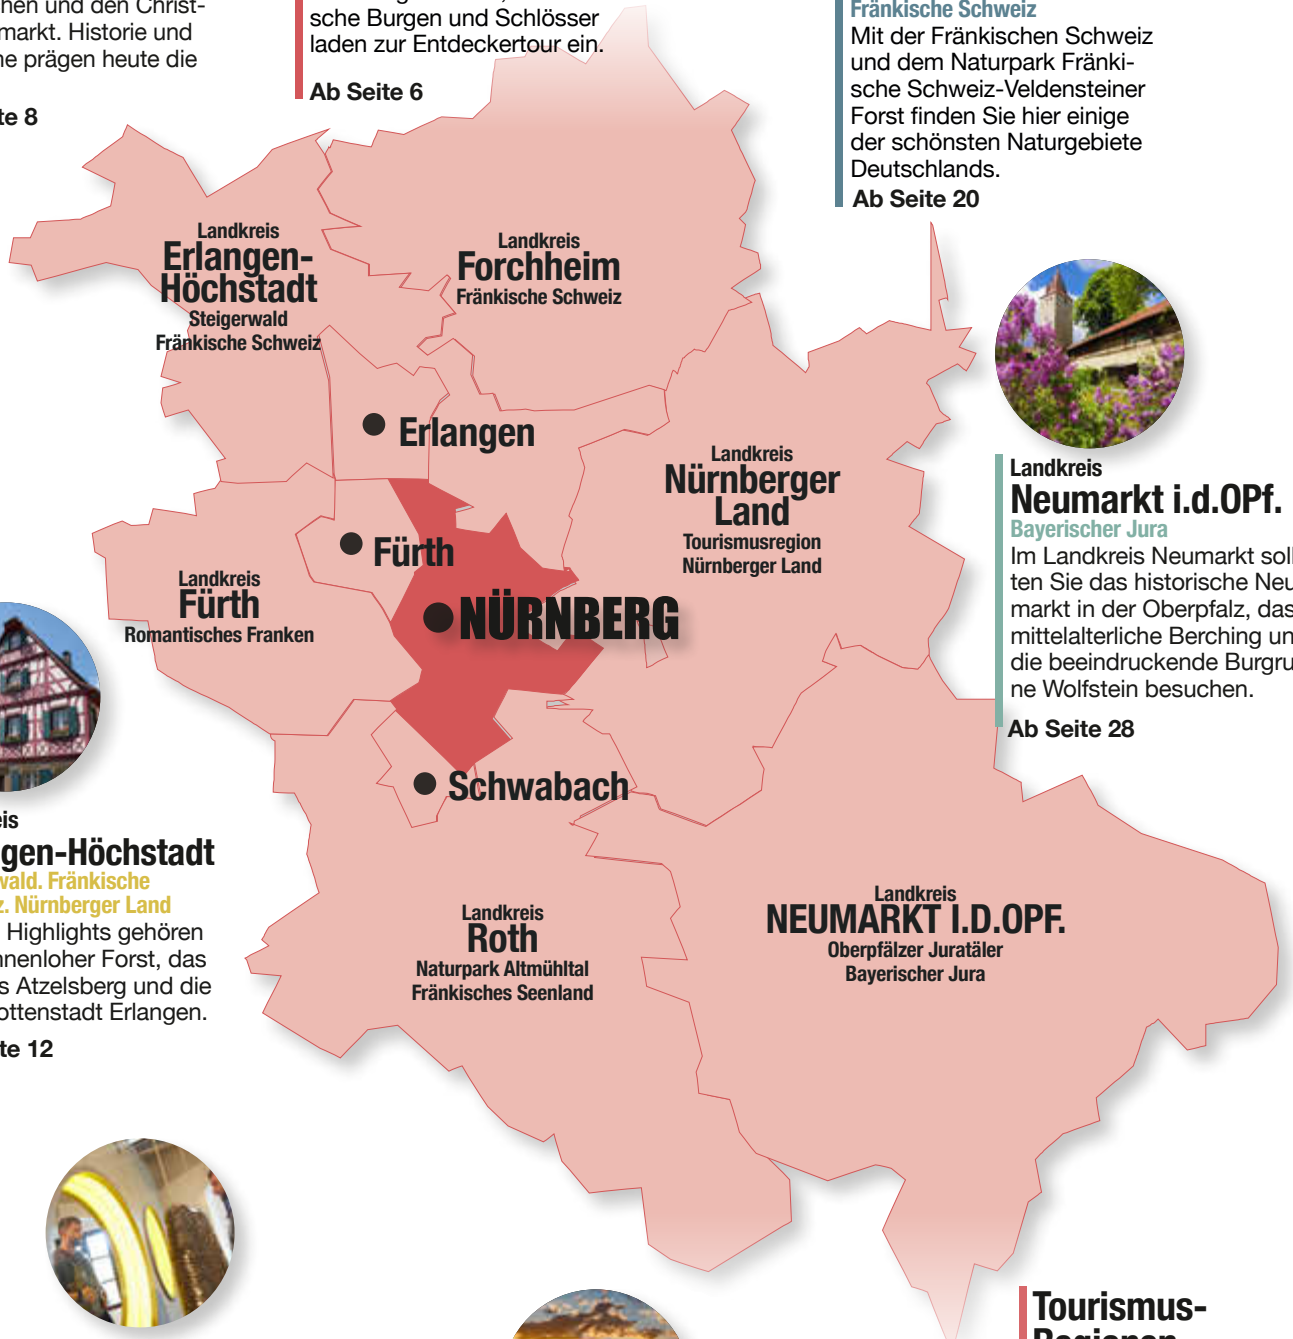 hen und den Christ-
markt. Historie und
ne prägen heute die
te 8
sche Burgen und Schlösser
laden zur Entdeckertour ein.
Ab Seite 6
Fränkische Schweiz
Mit der Fränkischen Schweiz
und dem Naturpark Fränki-
sche Schweiz-Veldensteiner
Forst finden Sie hier einige
der schönsten Naturgebiete
Deutschlands.
Ab Seite 20
Landkreis
Erlangen-
Höchstadt
Steigerwald
Fränkische Schweiz
Landkreis
Forchheim
Fränkische Schweiz
Erlangen
Landkreis
Nürnberger
Land
Tourismusregion
Nürnberger Land
Landkreis
Neumarkt i.d.OPf.
Bayerischer Jura
Im Landkreis Neumarkt soll
ten Sie das historische Neu
markt in der Oberpfalz, das
mittelalterliche Berching un
die beeindruckende Burgru
ne Wolfstein besuchen.
Ab Seite 28
Fürth
Landkreis
Fürth
Romantisches Franken
NÜRNBERG
Schwabach
eis
gen-Höchstadt
wald. Fränkische
z. Nürnberger Land
Highlights gehören
nnenloher Forst, das
s Atzelsberg und die
ottenstadt Erlangen.
te 12
Landkreis
Roth
Naturpark Altmühltal
Fränkisches Seenland
Landkreis
NEUMARKT I.D.OPF.
Oberpfälzer Juratäler
Bayerischer Jura
Tourismus-
Regionen